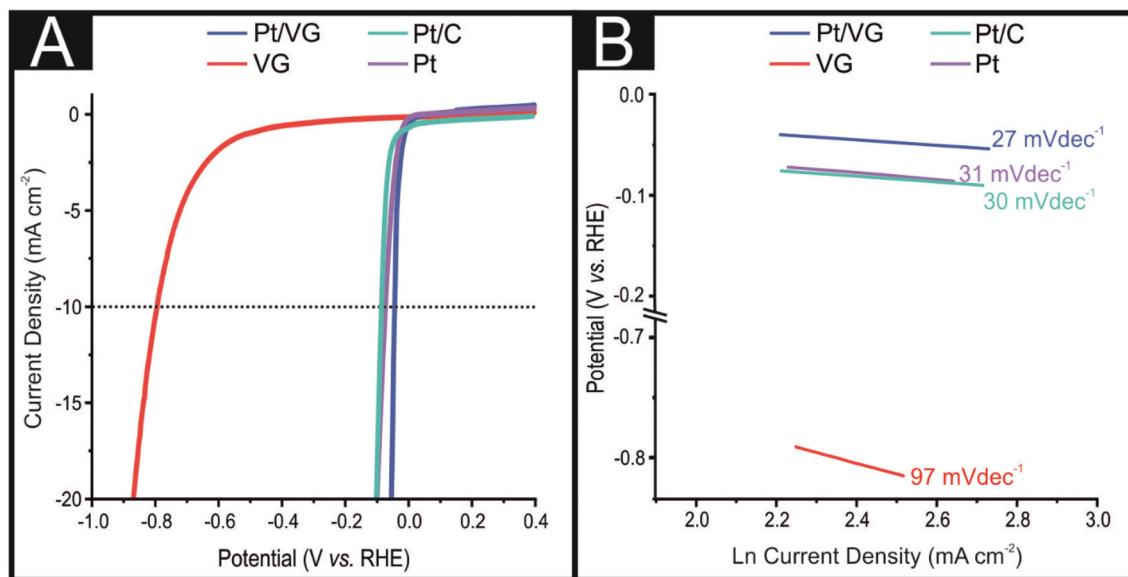 A
Pt/VG Pt/C
VG Pt
Current Density (mA cm⁻²)
0
-5
-10
-15
-20
-1.0 -0.8 -0.6 -0.4 -0.2 0.0 0.2 0.4
Potential (V vs. RHE)
B
Pt/VG Pt/C
VG Pt
Potential (V vs. RHE)
0.0
-0.1
-0.2
-0.7
-0.8
27 mVdec⁻¹
31 mVdec⁻¹
30 mVdec⁻¹
97 mVdec⁻¹
2.0 2.2 2.4 2.6 2.8 3.0
Ln Current Density (mA cm⁻²)